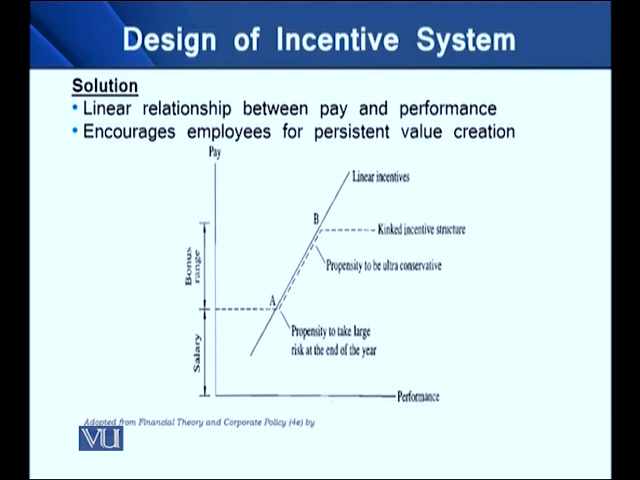 Design of Incentive System
Solution
• Linear relationship between pay and performance
• Encourages employees for persistent value creation
Pay
Linear incentives
B
Kinked incentive structure
Bonus
range
Propensity to be ultra conservative
A
Propensity to take large
risk at the end of the year
Salary
Performance
Adopted from Financial Theory and Corporate Policy (4e) by
VU